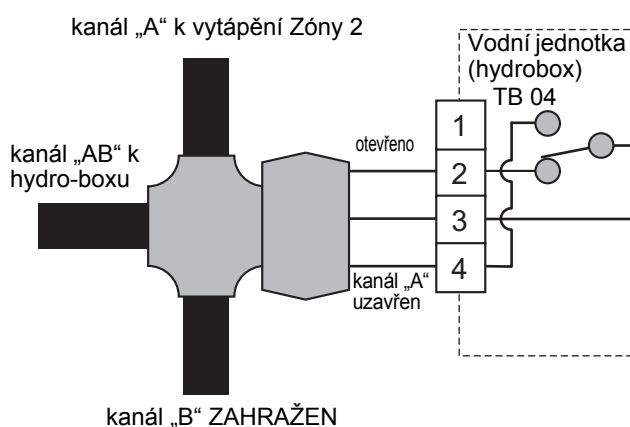 kanál „A“ k vytápění Zóny 2
Vodní jednotka
(hydrobox)
TB 04
kanál „AB“ k
hydro-boxu
otevřeno
1
2
3
4
kanál „A“
uzavřen
kanál „B“ ZAHRAŽEN